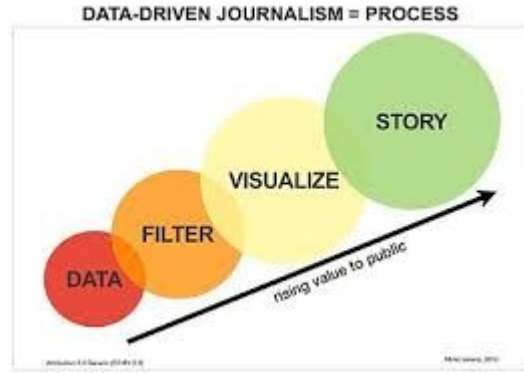 DATA-DRIVEN JOURNALISM = PROCESS
STORY
VISUALIZE
FILTER
DATA
rising value to public